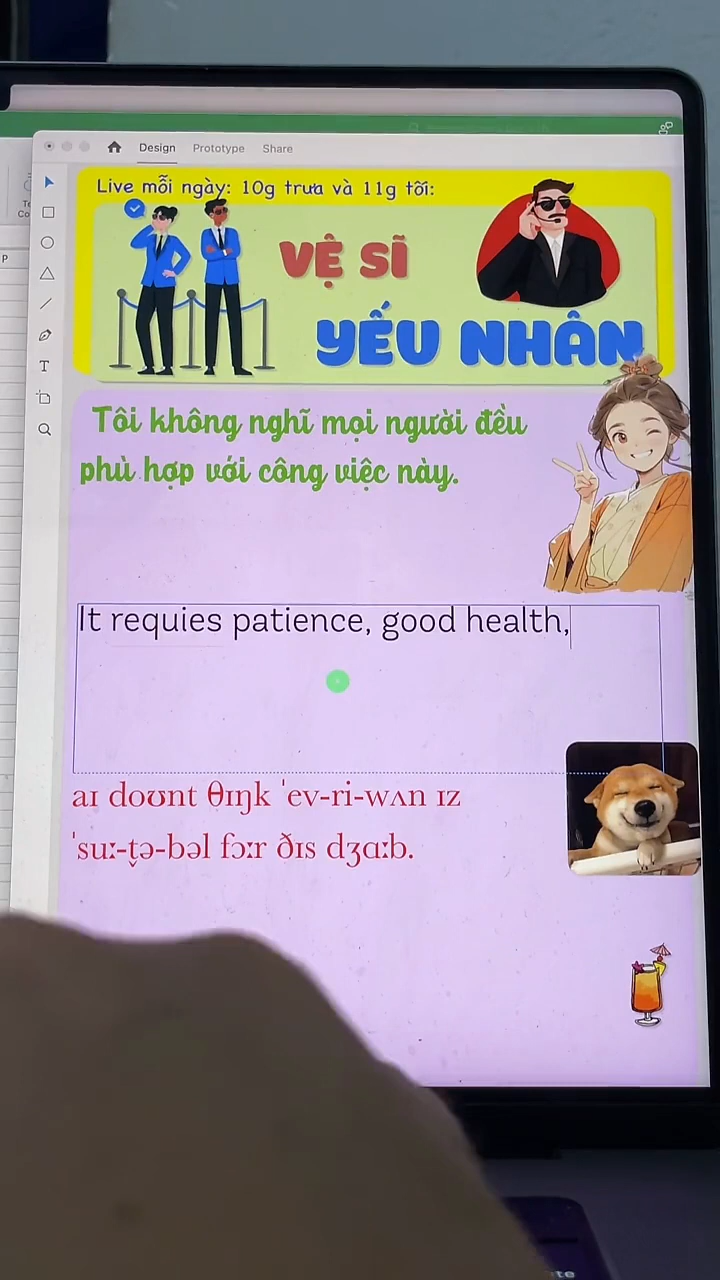 Design Prototype Share
Live mỗi ngày: 10g trưa và 11g tối:
VỆ SĨ
YẾU NHÂN
Tôi không nghĩ mọi người đều
phù hợp với công việc này.
It requies patience, good health,
aɪ doʊnt θɪŋk ˈev-ri-wʌn ɪz
ˈsuː-t̬ə-bəl fɔːr ðɪs dʒɑːb.